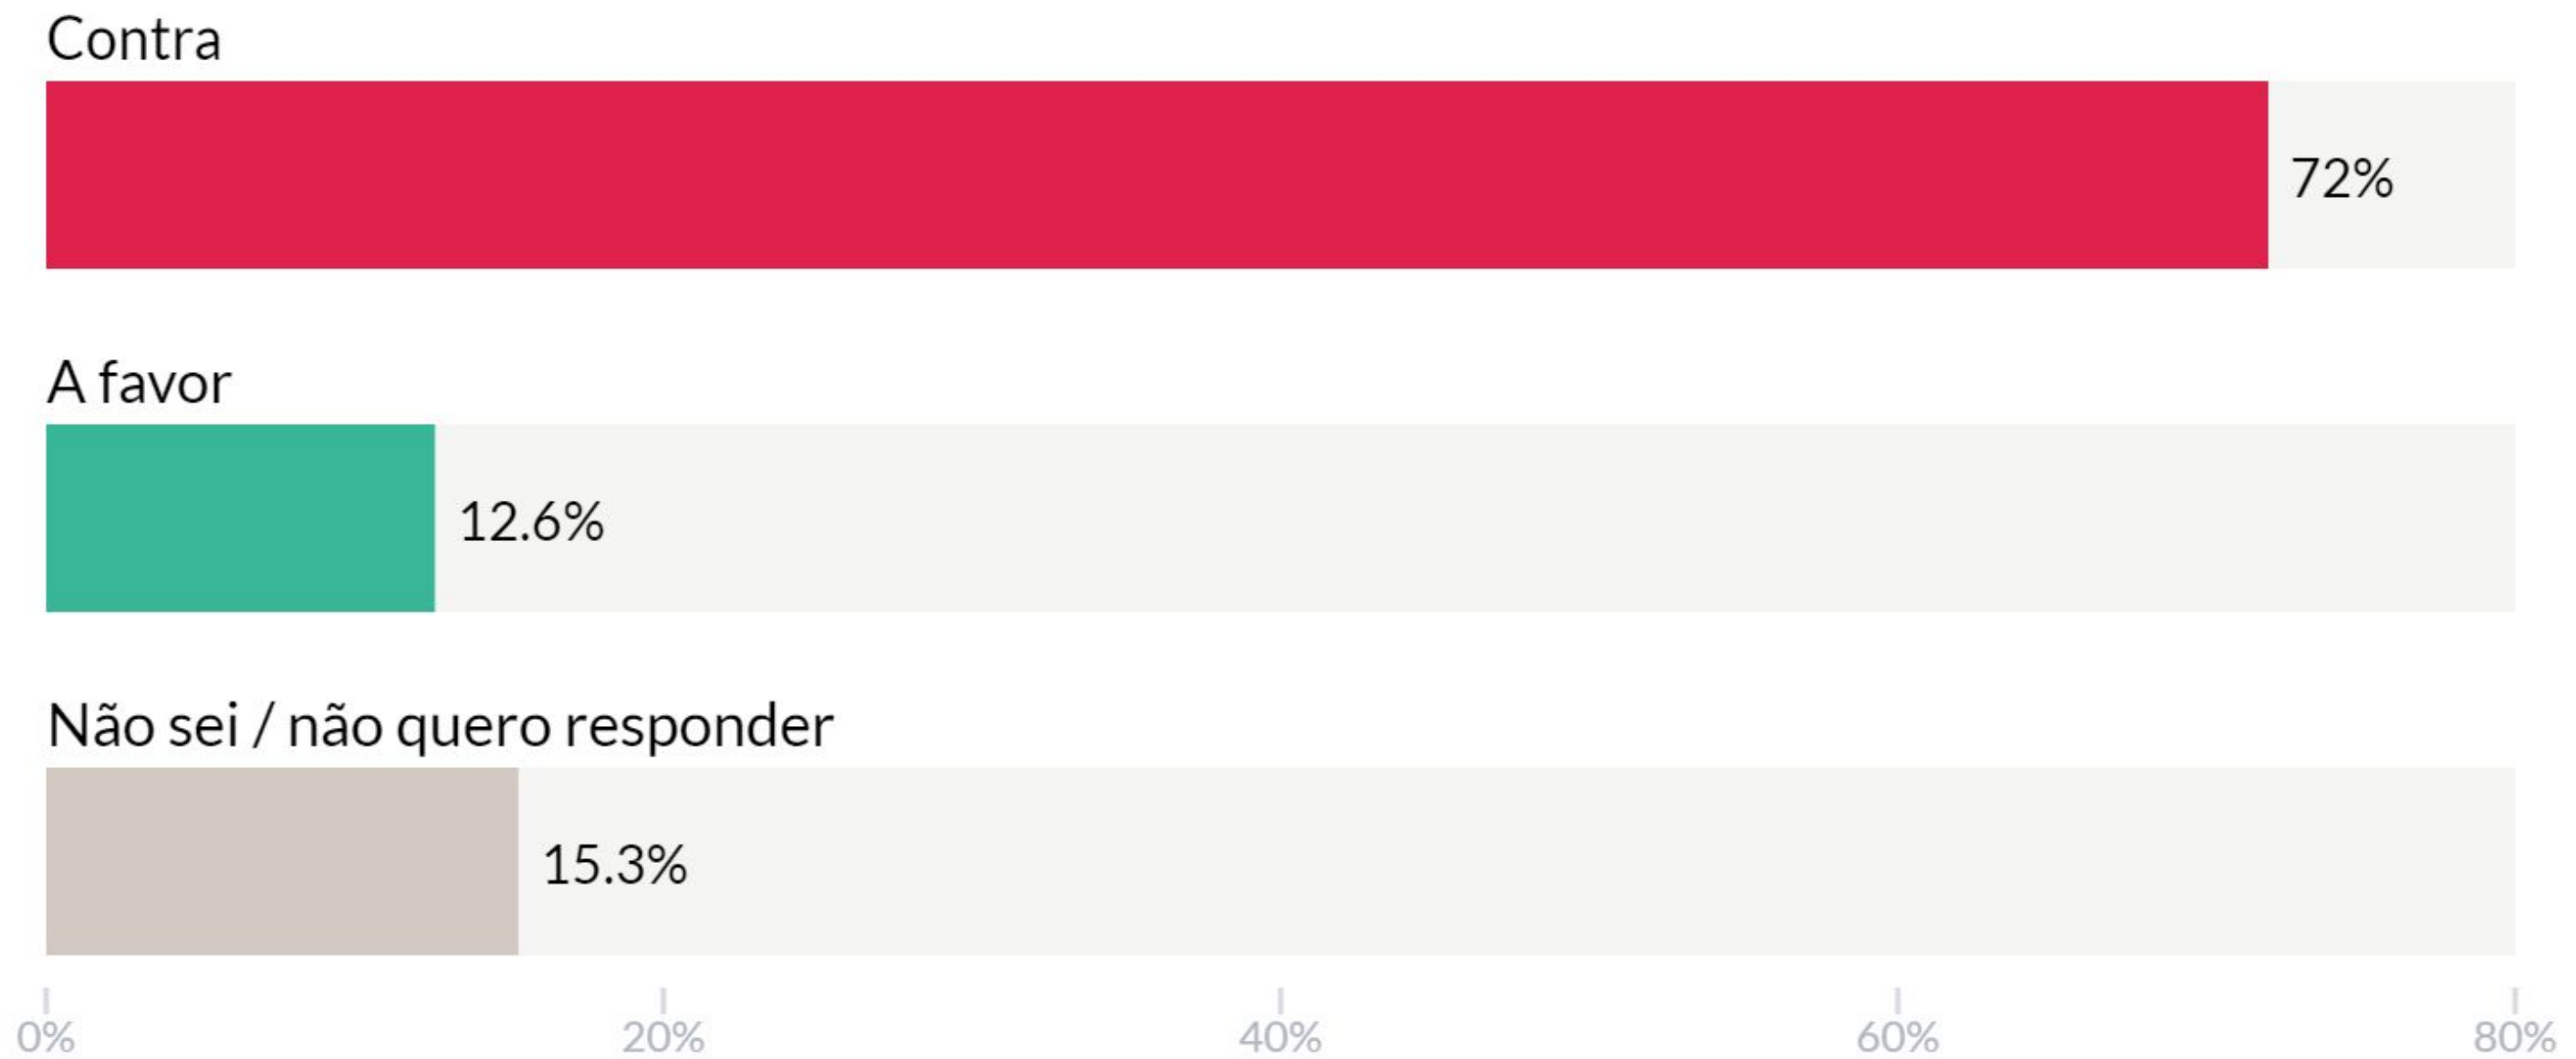 Contra
72%
A favor
12.6%
Não sei / não quero responder
15.3%
0% 20% 40% 60% 80%